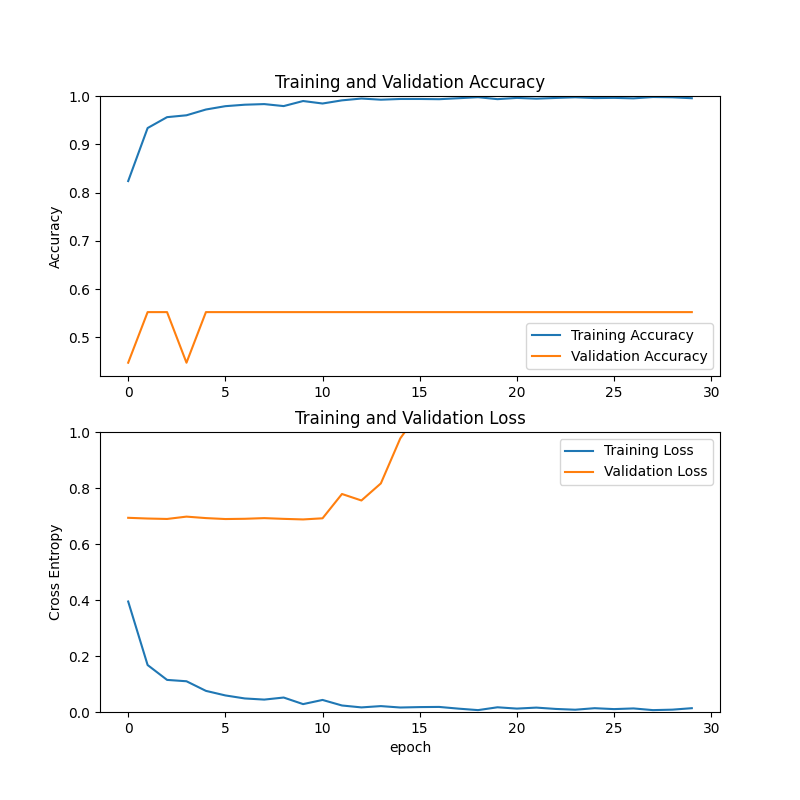 Training and Validation Accuracy
Accuracy
1.0
0.9
0.8
0.7
0.6
0.5
Training Accuracy
Validation Accuracy
0 5 10 15 20 25 30
Training and Validation Loss
Cross Entropy
1.0
0.8
0.6
0.4
0.2
0.0
Training Loss
Validation Loss
0 5 10 15 20 25 30
epoch